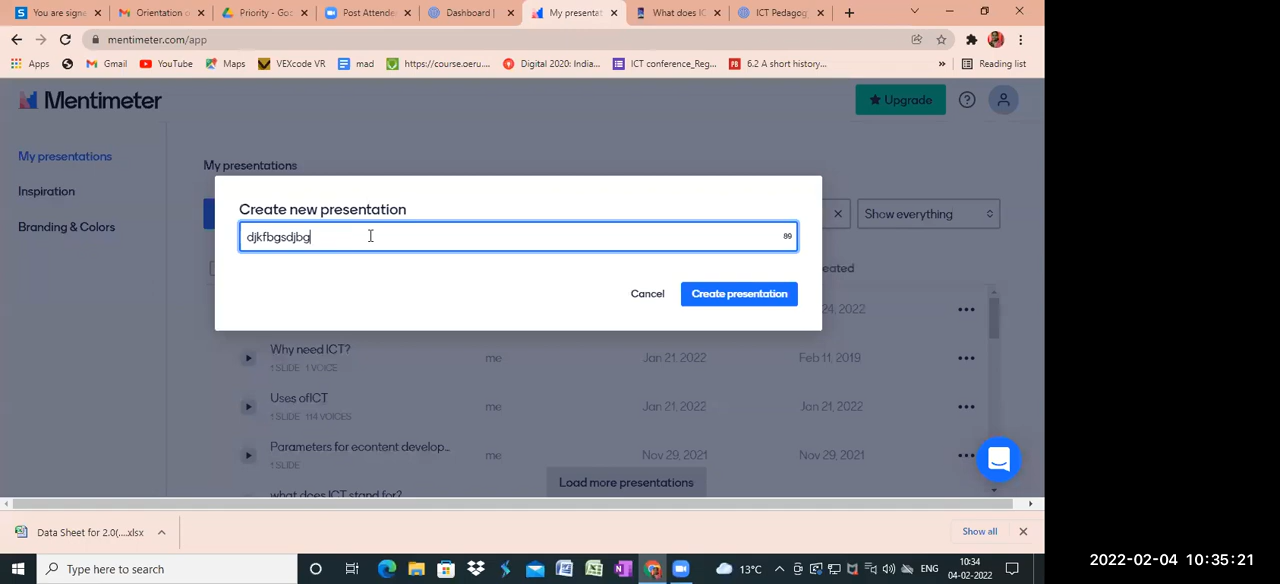 You are signe
Orientation o
Priority - Goo
Post Attende
Dashboard |
My presentat
What does IC
ICT Pedagog
mentimeter.com/app
Apps
Gmail
YouTube
Maps
VEXcode VR
mad
https://course.oeru....
Digital 2020: India...
ICT conference_Reg...
6.2 A short history...
»
Reading list
Mentimeter
Upgrade
My presentations
My presentations
Inspiration
Show everything
Branding & Colors
Create new presentation
djkfbgsdjbg
89
Cancel
Create presentation
eated
24, 2022
Why need ICT?
me
Jan 21, 2022
Feb 11, 2019
1 SLIDE 1 VOICE
Uses ofICT
me
Jan 21, 2022
Jan 21, 2022
1 SLIDE 114 VOICES
Parameters for econtent develop...
me
Nov 29, 2021
Nov 29, 2021
1 SLIDE
Load more presentations
what does ICT stand for?
Data Sheet for 2.0(....xlsx
Show all
Type here to search
13°C
ENG
10:34
04-02-2022
2022-02-04 10:35:21